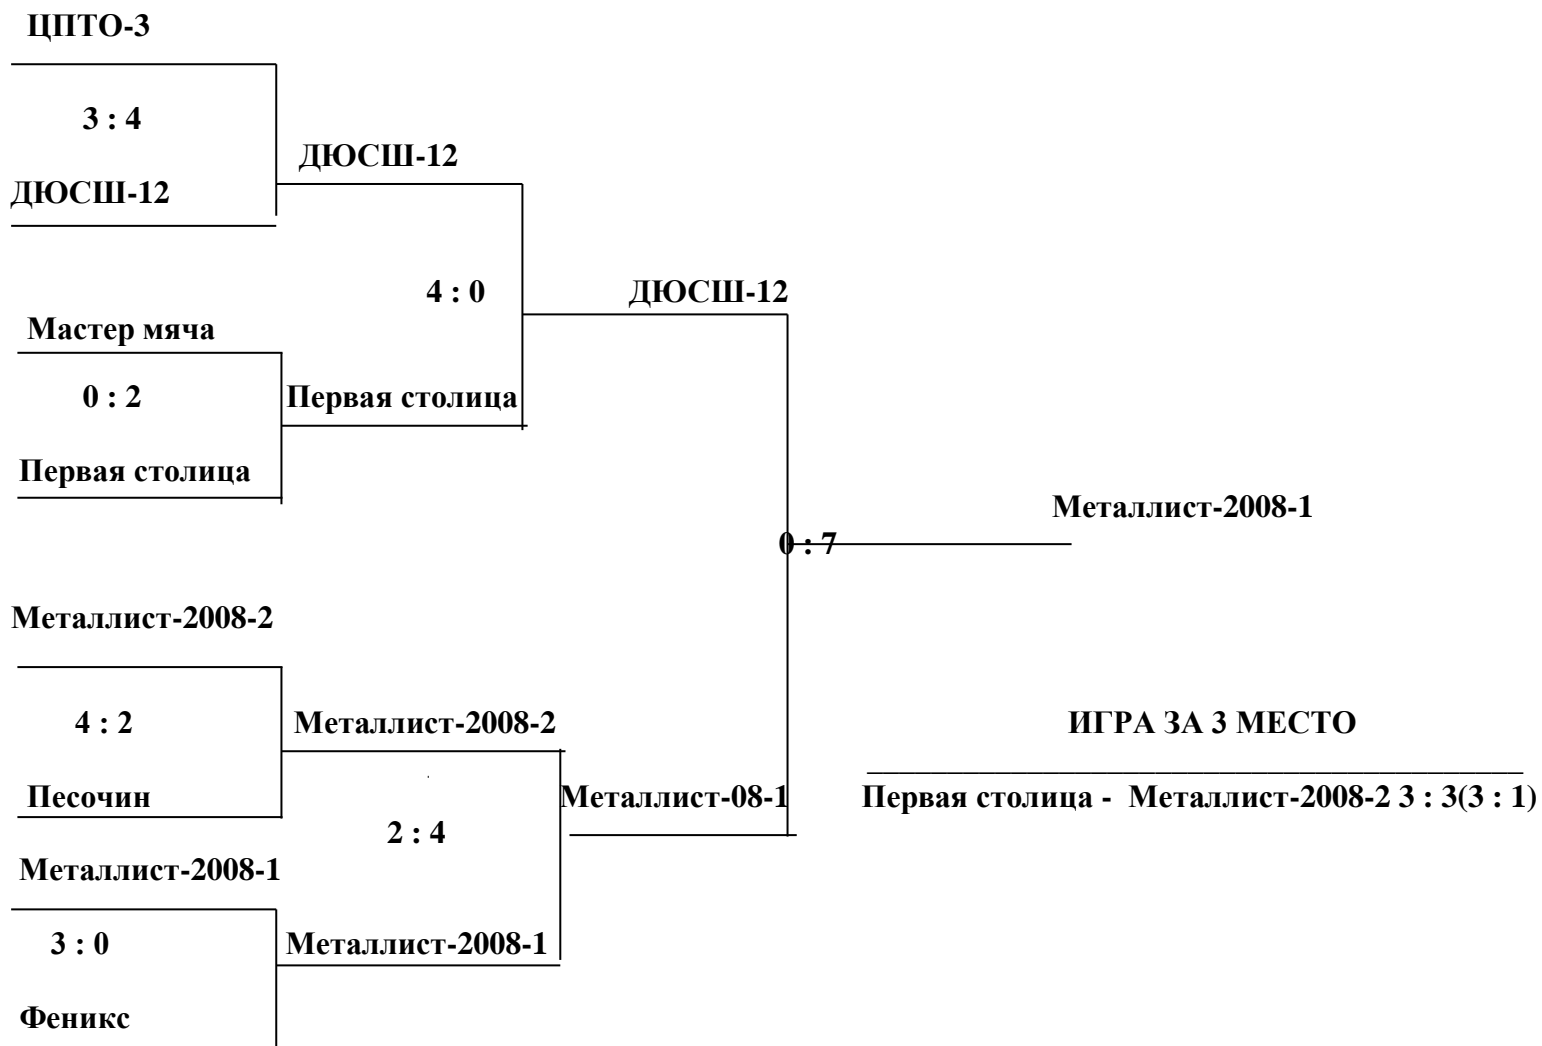 ЦПТО-3
3 : 4
ДЮСШ-12
ДЮСШ-12
4 : 0
ДЮСШ-12
Мастер мяча
0 : 2
Первая столица
Первая столица
Металлист-2008-1
0 : 7
Металлист-2008-2
4 : 2
Металлист-2008-2
ИГРА ЗА 3 МЕСТО
Песочин
Металлист-08-1
Первая столица - Металлист-2008-2 3 : 3(3 : 1)
2 : 4
Металлист-2008-1
3 : 0
Металлист-2008-1
Феникс